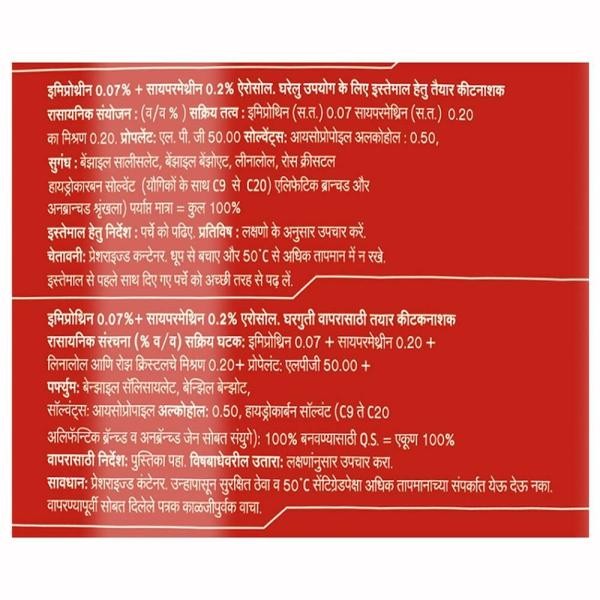 इमिप्रोथ्रीन 0.07% + सायपरमेथ्रीन 0.2% ऐरोसोल. घरेलु उपयोग के लिए इस्तेमाल हेतु तैयार कीटनाशक
रासायनिक संयोजन : (व/व % ) सक्रिय तत्व : इमिप्रोथ्रिन (स.त.) 0.07 सायपरमेथ्रिन (स.त.) 0.20
का मिश्रण 0.20. प्रोपर्लेट: एल. पी. जी 50.00 सोल्वेंट्स: आयसोप्रोपोइल अलकोहोल : 0.50,
सुगंध : बेंझाइल सालीसलेट, बेंझाइल बेंझोएट, लीनालोल, रोस क्रीसटल
हायड्रोकारबन सोल्वेंट (यौगिकों के साथ C9 से C20) एलिफेटिक ब्रानचड और
अनब्रानचड श्रृंखला) पर्याप्त मात्रा = कुल 100%
इस्तेमाल हेतु निर्देश : पर्चे को पढिए. प्रतिविष : लक्षणो के अनुसार उपचार करें.
चेतावनी: प्रेशराइज्ड कन्टेनर. धूप से बचाए और 50°C से अधिक तापमान में न रखे.
इस्तेमाल से पहले साथ दिए गए पर्चे को अच्छी तरह से पढ़ लें.
इमिप्रोथ्रिन 0.07%+ सायपरमेथ्रिन 0.2% ऐरोसोल. घरगुती वापरासाठी तयार कीटकनाशक
रासायनिक संरचना (% व/व) सक्रिय घटक: इमिप्रोथ्रीन 0.07 + सायपरमेथ्रीन 0.20 +
लिनालोल आणि रोझ क्रिस्टलचे मिश्रण 0.20+ प्रोपेलंट: एलपीजी 50.00 +
पर्फ्युम: बेन्झाइल सॅलिसायलेट, बेन्झिल बेन्झोट,
सॉल्वंट्स: आयसोप्रोपाइल अल्कोहोल: 0.50, हायड्रोकार्बन सॉल्वंट (C9 ते C20
अलिफॅन्टिक ब्रॅन्च्ड व अनब्रॅन्च्ड जेन सोबत संयुगे): 100% बनवण्यासाठी Q.S. = एकूण 100%
वापरासाठी निर्देश: पुस्तिका पहा. विषबाधेवरील उतारा: लक्षणांनुसार उपचार करा.
सावधान: प्रेशराइज्ड कंटेनर. उन्हापासून सुरक्षित ठेवा व 50°C सेंटिग्रेडपेक्षा अधिक तापमानाच्या संपर्कात येऊ देऊ नका.
वापरण्यापूर्वी सोबत दिलेले पत्रक काळजीपुर्वक वाचा.